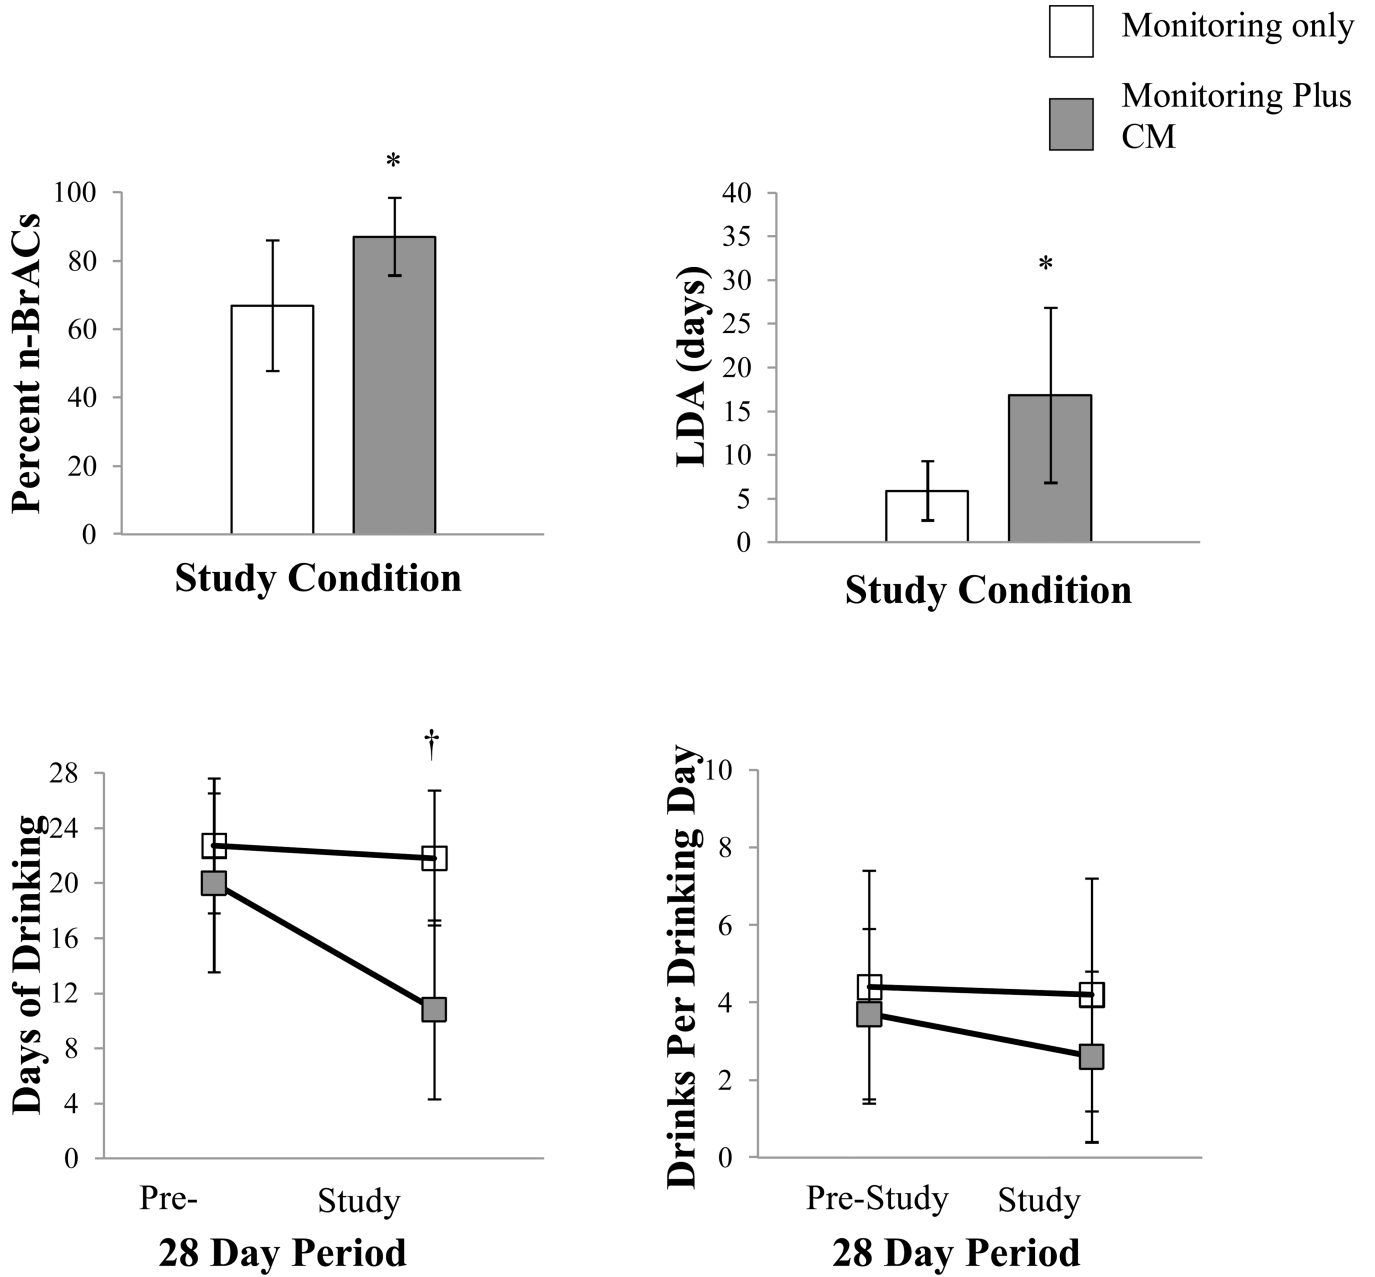 Monitoring only
Monitoring Plus
CM
*
100
80
60
40
20
0
Percent n-BrACs
Study Condition
*
40
35
30
25
20
15
10
5
0
LDA (days)
Study Condition
†
28
24
20
16
12
8
4
0
Days of Drinking
Pre-
Study
28 Day Period
10
8
6
4
2
0
Drinks Per Drinking Day
Pre-Study
Study
28 Day Period